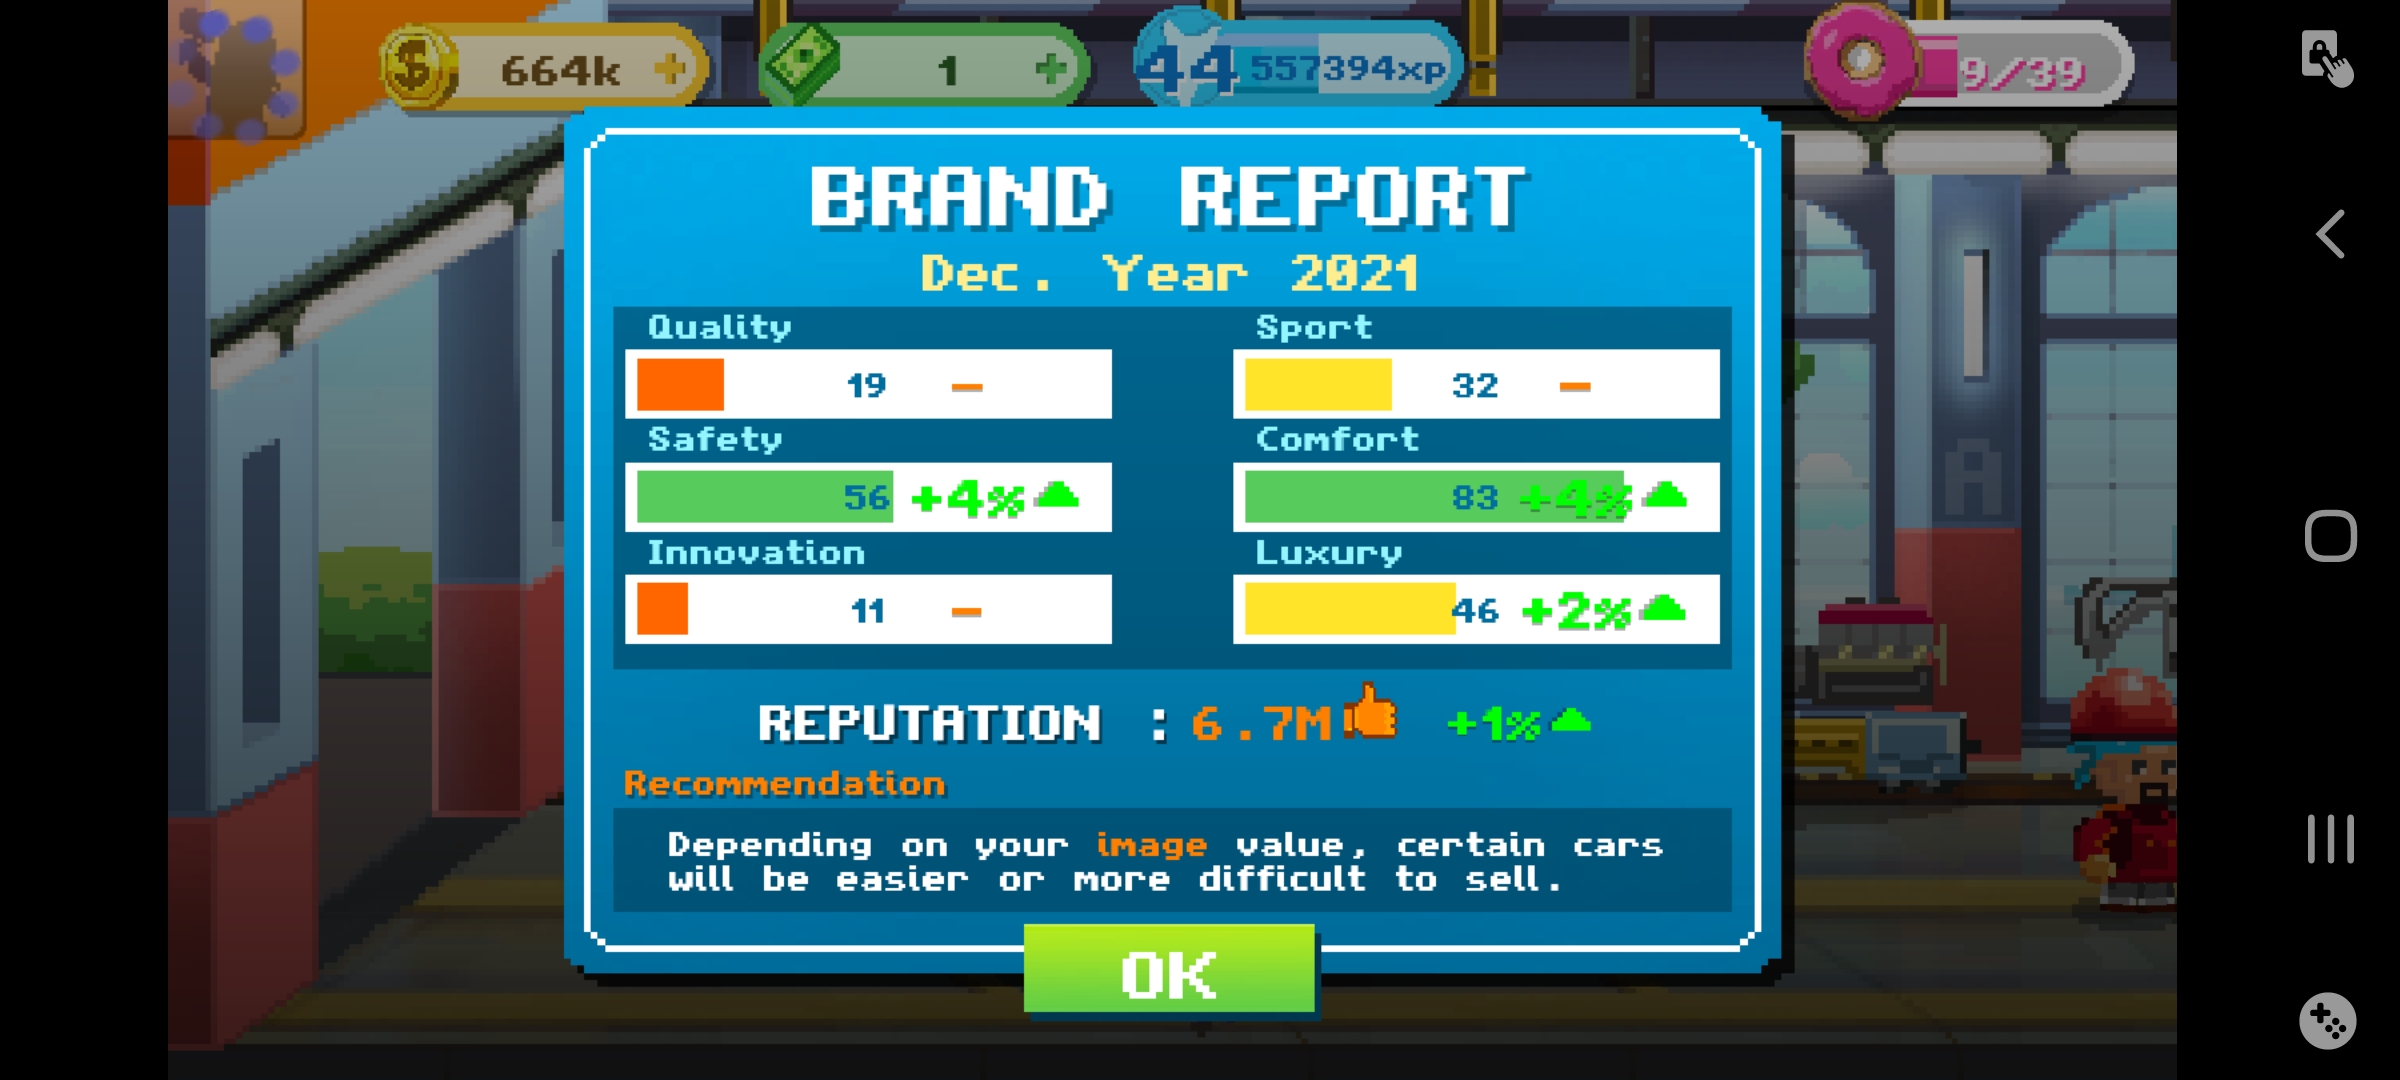 664k
1
44 557394xp
9/39
BRAND REPORT
Dec. Year 2021
Quality
19
Sport
32
Safety
56 +4%
Comfort
83 +4%
Innovation
11
Luxury
46 +2%
REPUTATION : 6.7M +1%
Recommendation
Depending on your image value, certain cars
will be easier or more difficult to sell.
OK